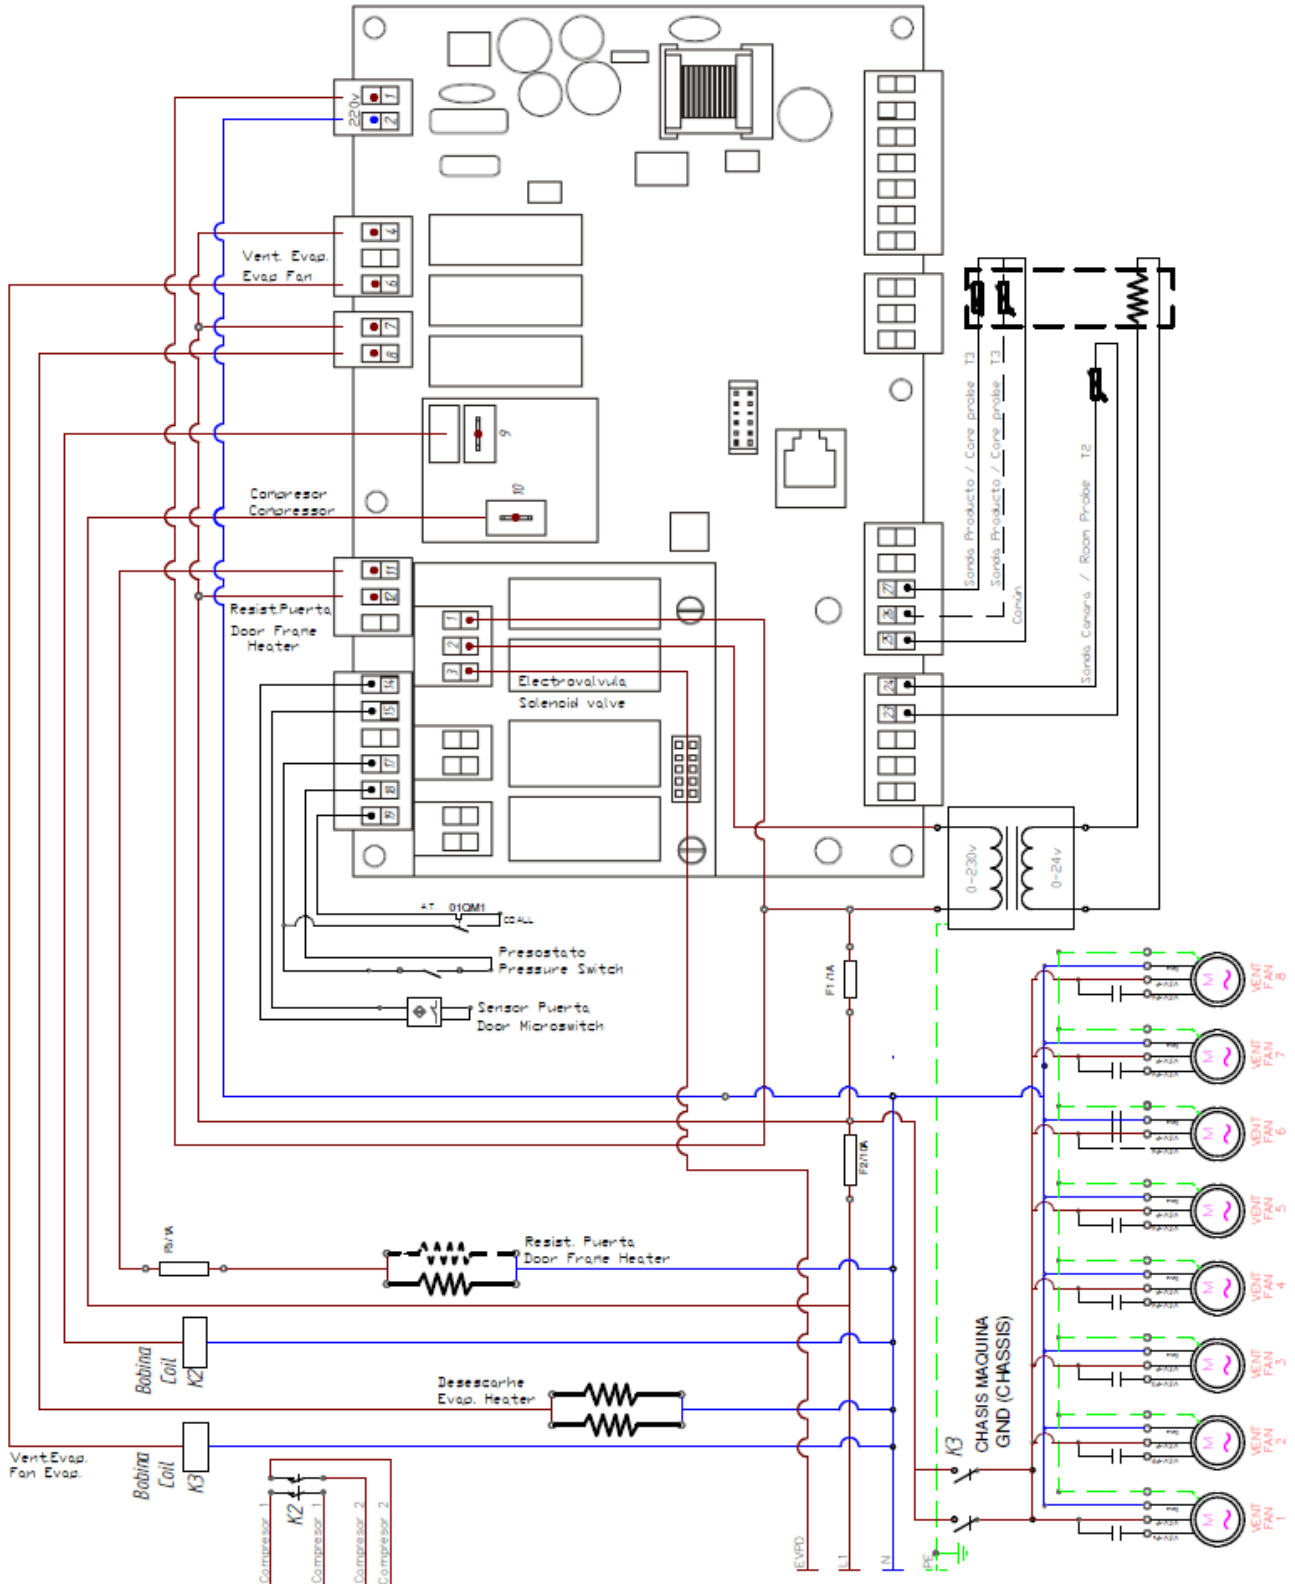 220v
1
2
4
Vent. Evap.
Evap Fan
6
7
8
9
10
Compresor
Compressor
11
12
Resist.Puerta
Door Frame
Heater
1
2
3
Electrovalvula
Solenoid valve
14
15
17
18
19
27
26
25
24
23
Sonda Producto / Core probe T3
Sonda Producto / Core probe T3
Común
Sonda Camara / Room Probe T2
0-230v
0-24v
A.T. 01QM1
CC ALL
Presostato
Pressure Switch
Sensor Puerta
Door Microswitch
F1/1A
F2/10A
F5/1A
Resist. Puerta
Door Frame Heater
Bobina
Coil
K2
Desescarhe
Evap. Heater
Vent.Evap.
Fan Evap.
Bobina
Coil
K3
Compresor 1
K2
Compresor 1
Compresor 2
Compresor 2
EVPD
L1
N
PE
K3
CHASIS MAQUINA
GND (CHASSIS)
M
VENT
FAN
8
M
VENT
FAN
7
M
VENT
FAN
6
M
VENT
FAN
5
M
VENT
FAN
4
M
VENT
FAN
3
M
VENT
FAN
2
M
VENT
FAN
1